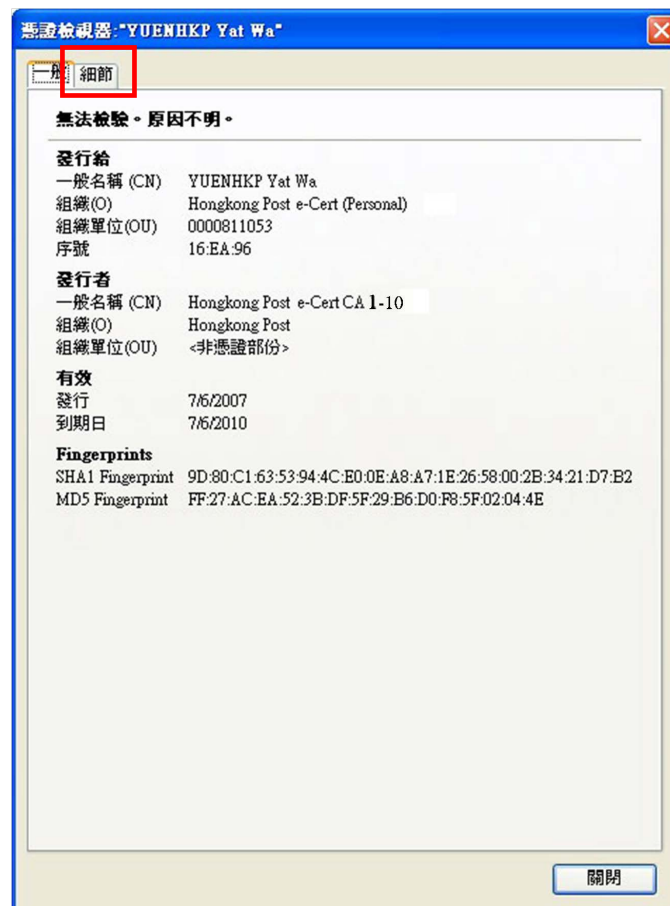 憑證檢視器:"YUENHKP Yat Wa"
一般 細節
無法檢驗。原因不明。
發行給
一般名稱 (CN) YUENHKP Yat Wa
組織(O) Hongkong Post e-Cert (Personal)
組織單位(OU) 0000811053
序號 16:EA:96
發行者
一般名稱 (CN) Hongkong Post e-Cert CA 1-10
組織(O) Hongkong Post
組織單位(OU) <非憑證部份>
有效
發行 7/6/2007
到期日 7/6/2010
Fingerprints
SHA1 Fingerprint 9D:80:C1:63:53:94:4C:E0:0E:A8:A7:1E:26:58:00:2B:34:21:D7:B2
MD5 Fingerprint FF:27:AC:EA:52:3B:DF:5F:29:B6:D0:F8:5F:02:04:4E
關閉